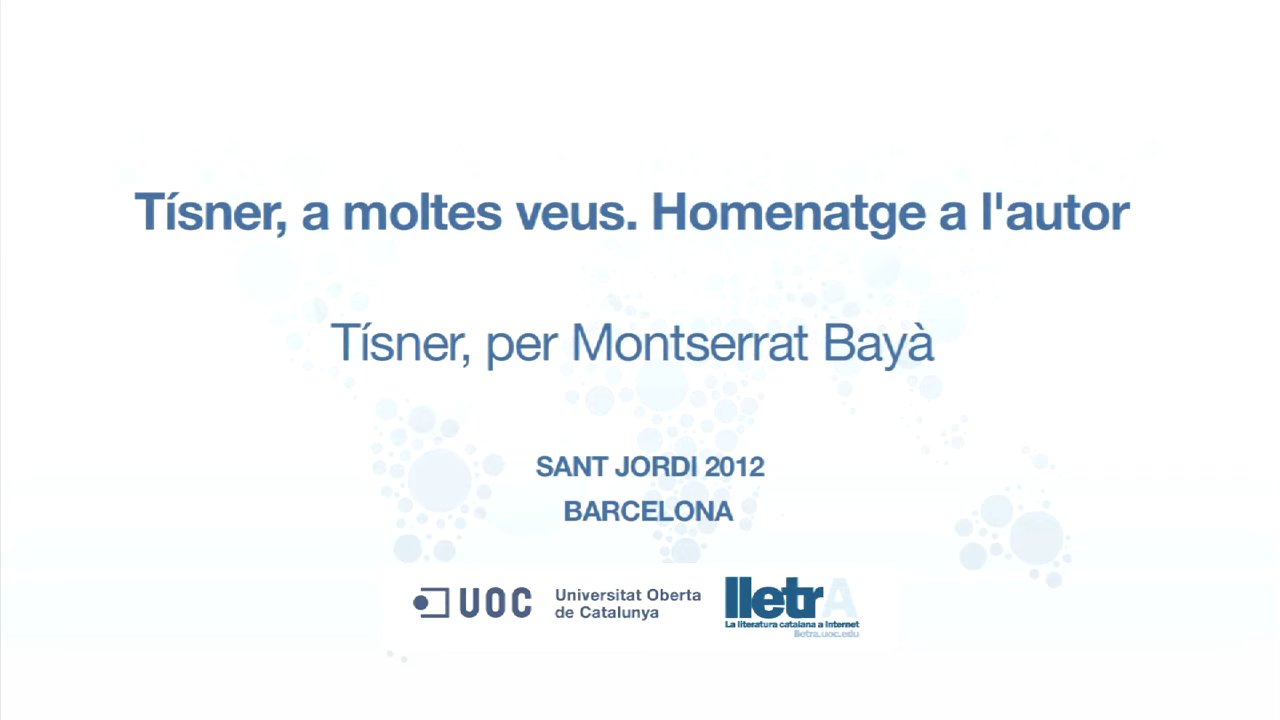 Tísner, a moltes veus. Homenatge a l'autor
Tísner, per Montserrat Bayà
SANT JORDI 2012
BARCELONA
UOC
Universitat Oberta
de Catalunya
lletrA
La literatura catalana a Internet
lletra.uoc.edu